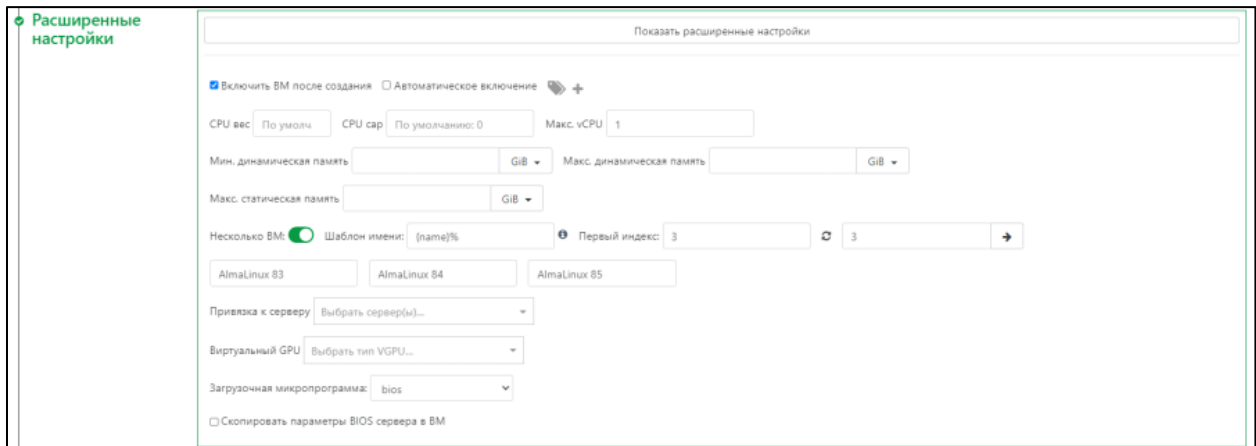 Расширенные
настройки
Показать расширенные настройки
Включить ВМ после создания Автоматическое включение
CPU вес По умолч CPU cap По умолчанию: 0 Макс. vCPU 1
Мин. динамическая память GiB Макс. динамическая память GiB
Макс. статическая память GiB
Несколько ВМ: Шаблон имени: {name}% Первый индекс: 3 3
AlmaLinux 83 AlmaLinux 84 AlmaLinux 85
Привязка к серверу Выбрать сервер(ы)...
Виртуальный GPU Выбрать тип VGPU...
Загрузочная микропрограмма: bios
Скопировать параметры BIOS сервера в ВМ